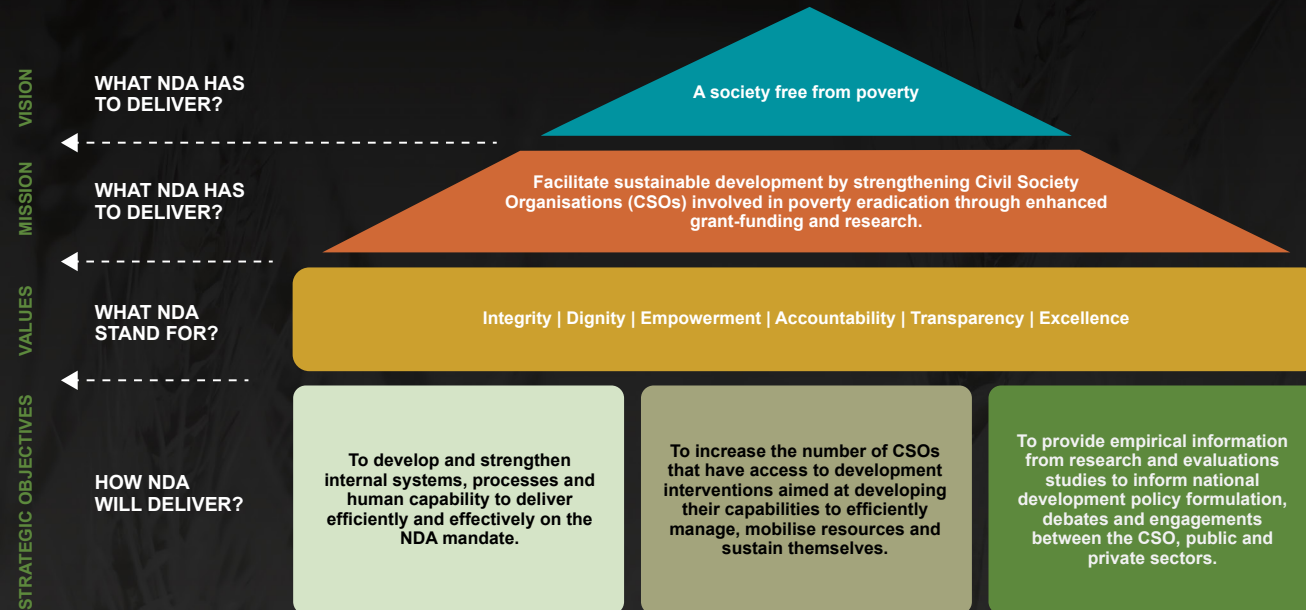 VISION
WHAT NDA HAS
TO DELIVER?
A society free from poverty
MISSION
WHAT NDA HAS
TO DELIVER?
Facilitate sustainable development by strengthening Civil Society
Organisations (CSOs) involved in poverty eradication through enhanced
grant-funding and research.
VALUES
WHAT NDA
STAND FOR?
Integrity | Dignity | Empowerment | Accountability | Transparency | Excellence
STRATEGIC OBJECTIVES
HOW NDA
WILL DELIVER?
To develop and strengthen
internal systems, processes and
human capability to deliver
efficiently and effectively on the
NDA mandate.
To increase the number of CSOs
that have access to development
interventions aimed at developing
their capabilities to efficiently
manage, mobilise resources and
sustain themselves.
To provide empirical information
from research and evaluations
studies to inform national
development policy formulation,
debates and engagements
between the CSO, public and
private sectors.